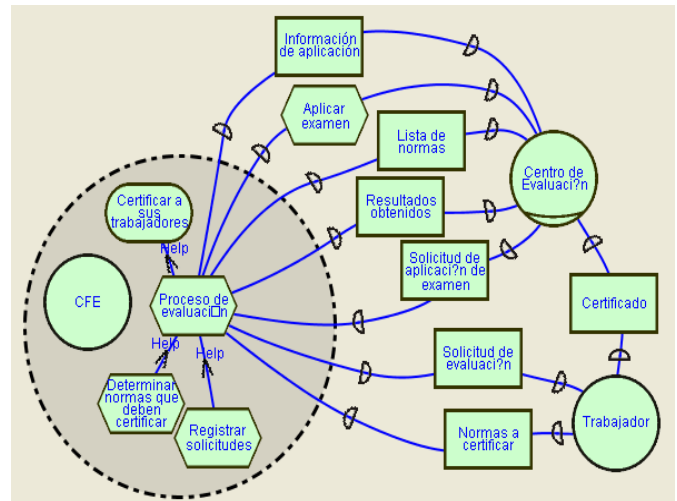 Información
de aplicación
Aplicar
examen
Lista de
normas
Centro de
Evaluaci?n
Certificar a
sus
trabajadores
Resultados
obtenidos
Help
Solicitud de
aplicaci?n de
examen
CFE
Proceso de
evaluaci□n
Certificado
Help
Help
Solicitud de
evaluaci?n
Determinar
normas que
deben
certificar
Registrar
solicitudes
Normas a
certificar
Trabajador